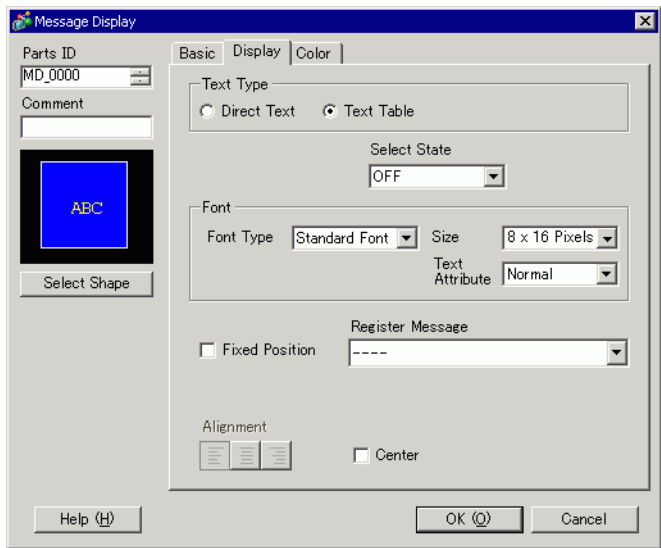 Message Display
Parts ID
MD_0000
Comment
ABC
Select Shape
Basic Display Color
Text Type
Direct Text Text Table
Select State
OFF
Font
Font Type Standard Font Size 8 x 16 Pixels
Text
Attribute Normal
Register Message
Fixed Position ----
Alignment
Center
Help (H) OK (O) Cancel